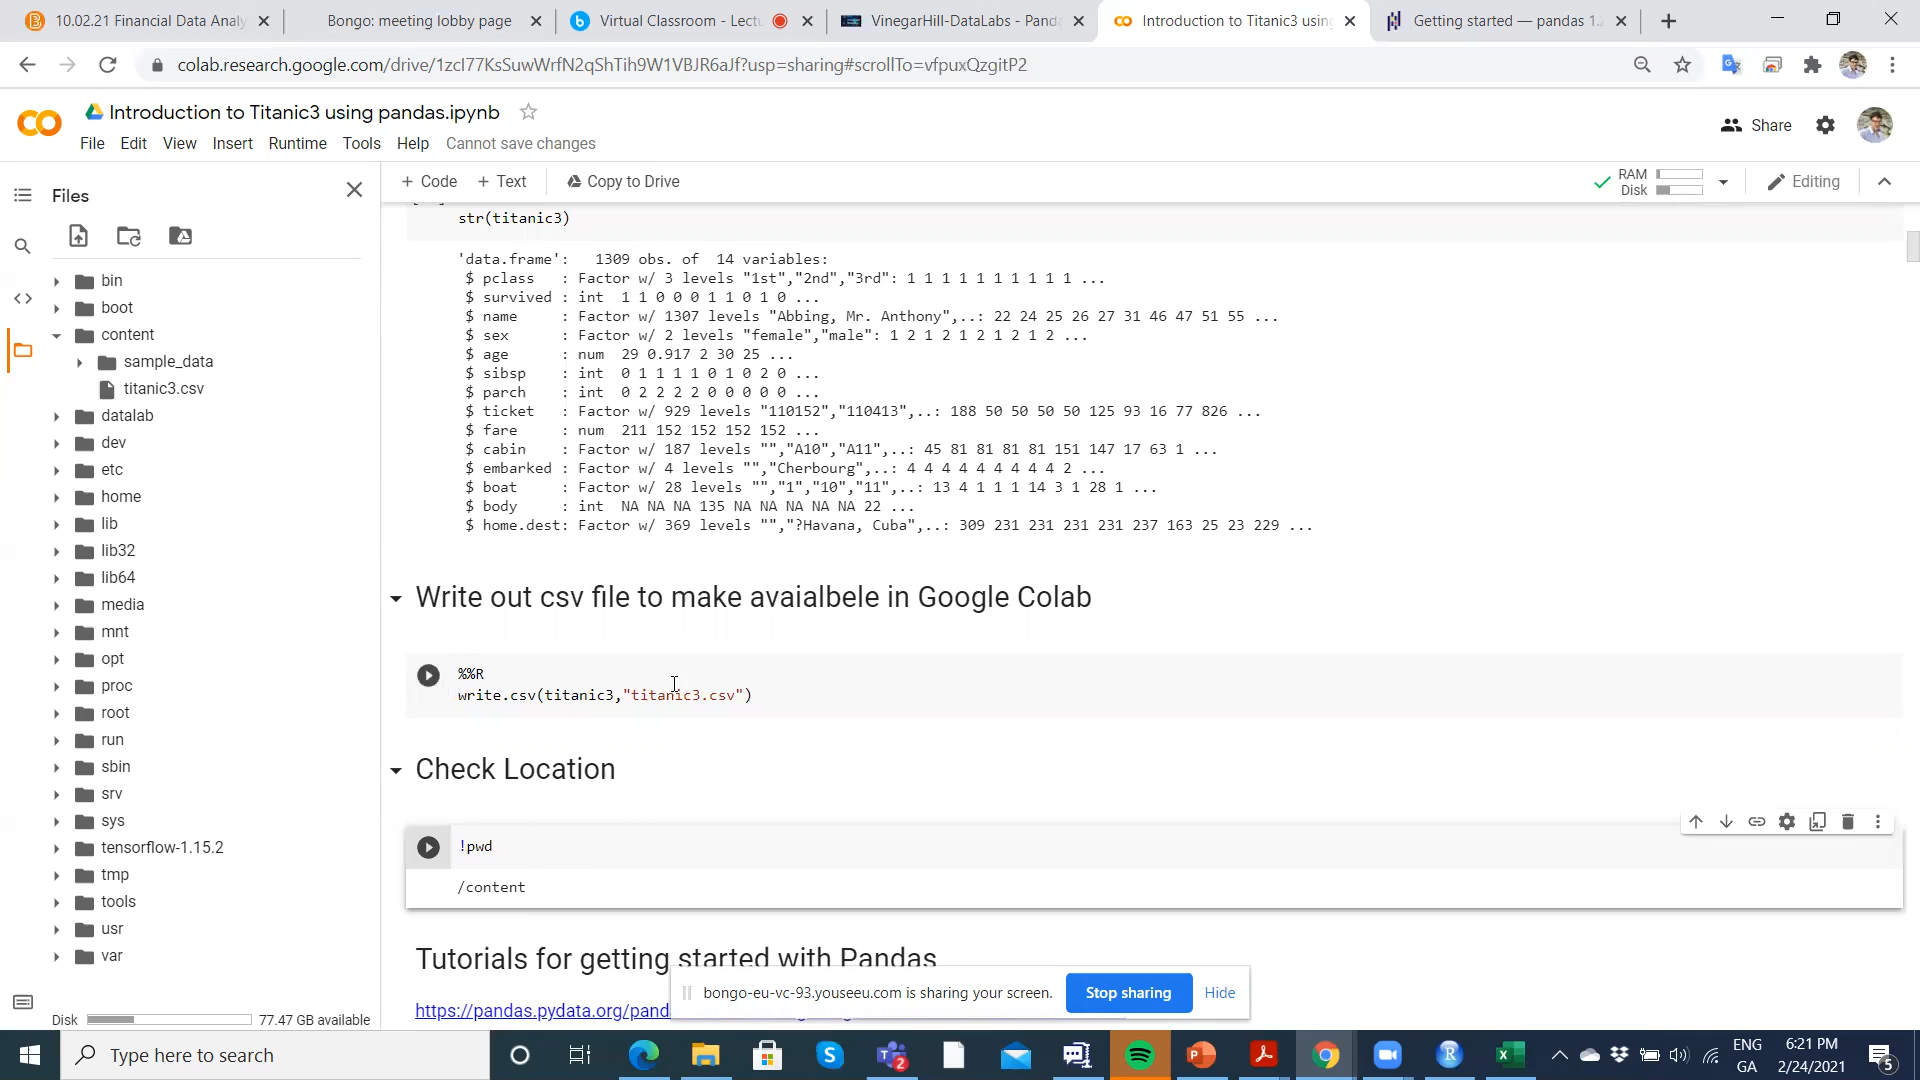 10.02.21 Financial Data Analy
Bongo: meeting lobby page
Virtual Classroom - Lectu
VinegarHill-DataLabs - Panda
Introduction to Titanic3 using
Getting started — pandas 1.2
colab.research.google.com/drive/1zcI77KsSuwWrfN2qShTih9W1VBJR6aJf?usp=sharing#scrollTo=vfpuxQzgitP2
Introduction to Titanic3 using pandas.ipynb
File Edit View Insert Runtime Tools Help Cannot save changes
Share
Files
+ Code + Text Copy to Drive
RAM
Disk
Editing
bin
boot
content
sample_data
titanic3.csv
datalab
dev
etc
home
lib
lib32
lib64
media
mnt
opt
proc
root
run
sbin
srv
sys
tensorflow-1.15.2
tmp
tools
usr
var
Disk 77.47 GB available
str(titanic3)
'data.frame': 1309 obs. of 14 variables:
$ pclass : Factor w/ 3 levels "1st","2nd","3rd": 1 1 1 1 1 1 1 1 1 1 ...
$ survived : int 1 1 0 0 0 1 1 0 1 0 ...
$ name : Factor w/ 1307 levels "Abbing, Mr. Anthony",..: 22 24 25 26 27 31 46 47 51 55 ...
$ sex : Factor w/ 2 levels "female","male": 1 2 1 2 1 2 1 2 1 2 ...
$ age : num 29 0.917 2 30 25 ...
$ sibsp : int 0 1 1 1 1 0 1 0 2 0 ...
$ parch : int 0 2 2 2 2 0 0 0 0 0 ...
$ ticket : Factor w/ 929 levels "110152","110413",..: 188 50 50 50 50 125 93 16 77 826 ...
$ fare : num 211 152 152 152 152 ...
$ cabin : Factor w/ 187 levels "","A10","A11",..: 45 81 81 81 81 151 147 17 63 1 ...
$ embarked : Factor w/ 4 levels "","Cherbourg",..: 4 4 4 4 4 4 4 4 4 2 ...
$ boat : Factor w/ 28 levels "","1","10","11",..: 13 4 1 1 1 14 3 1 28 1 ...
$ body : int NA NA NA 135 NA NA NA NA NA 22 ...
$ home.dest: Factor w/ 369 levels "","?Havana, Cuba",..: 309 231 231 231 231 237 163 25 23 229 ...
Write out csv file to make avaialbele in Google Colab
%%R
write.csv(titanic3,"titanic3.csv")
Check Location
!pwd
/content
Tutorials for getting started with Pandas
https://pandas.pydata.org/pand
bongo-eu-vc-93.youseeu.com is sharing your screen. Stop sharing Hide
Type here to search
ENG
GA
6:21 PM
2/24/2021
2
5